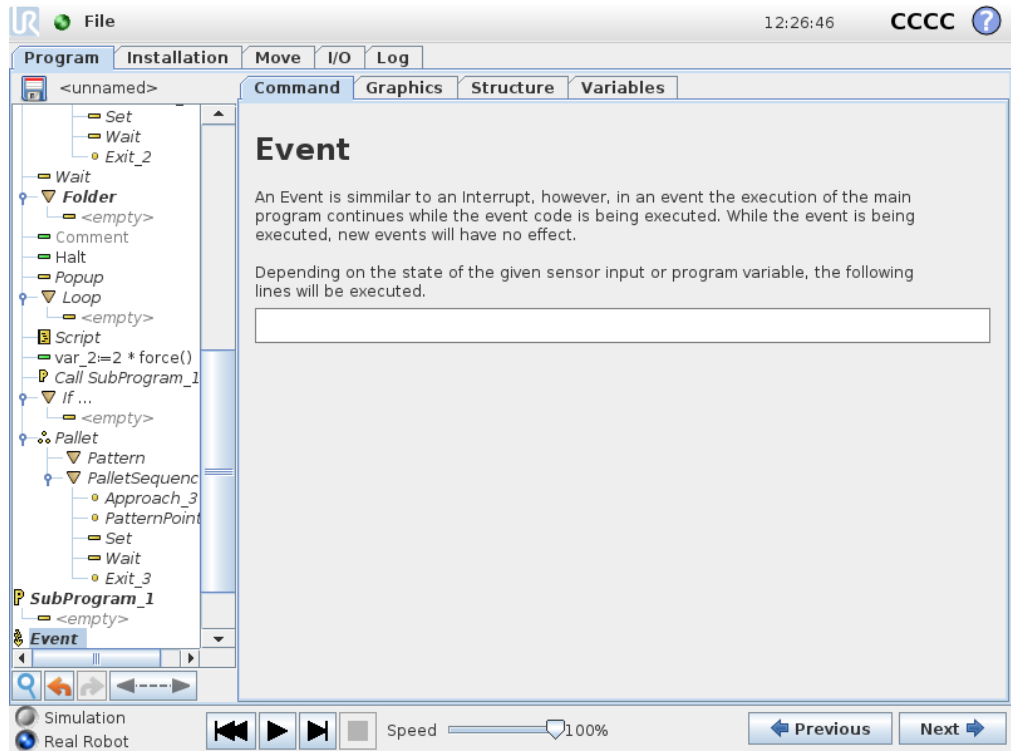 UR File 12:26:46 CCCC ?
Program Installation Move I/O Log
<unnamed> Command Graphics Structure Variables
Set
Wait
Exit_2
Wait
Folder
<empty>
Comment
Halt
Popup
Loop
<empty>
Script
var_2:=2 * force()
Call SubProgram_1
If ...
<empty>
Pallet
Pattern
PalletSequenc
Approach_3
PatternPoint
Set
Wait
Exit_3
SubProgram_1
<empty>
Event
Event
An Event is simmilar to an Interrupt, however, in an event the execution of the main
program continues while the event code is being executed. While the event is being
executed, new events will have no effect.
Depending on the state of the given sensor input or program variable, the following
lines will be executed.
Simulation
Real Robot
Speed 100%
Previous Next